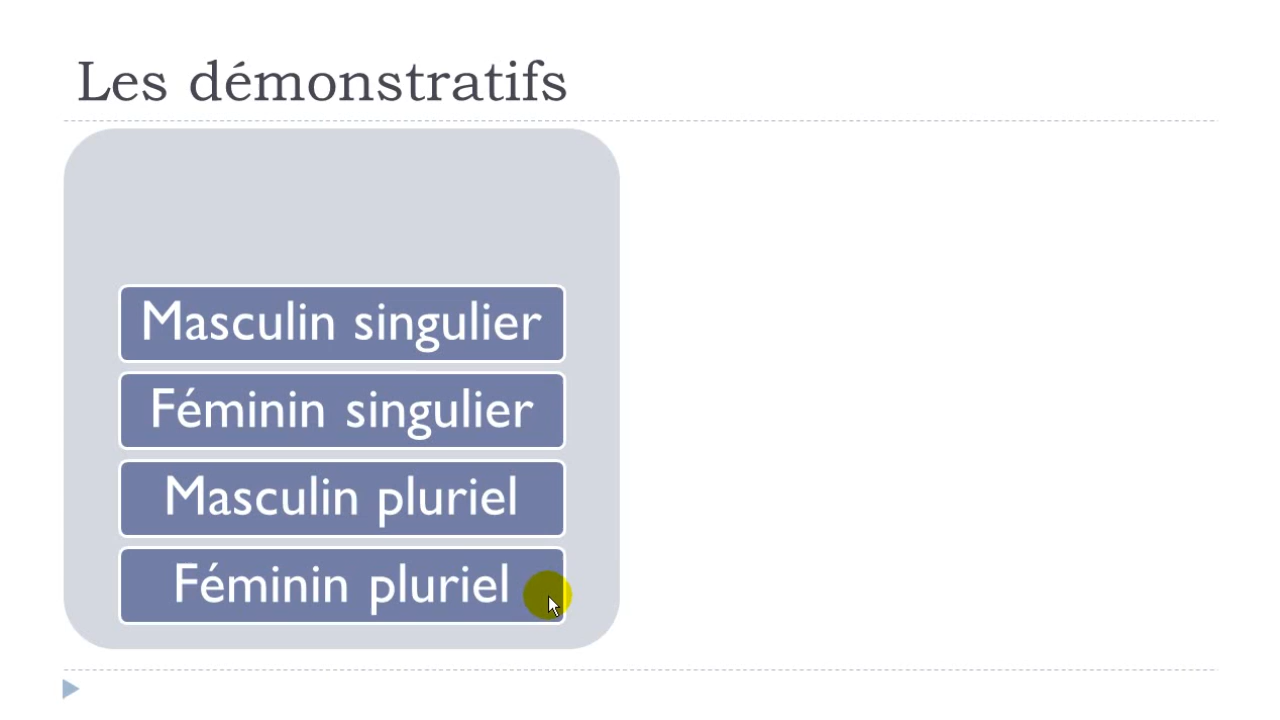 Les démonstratifs
Masculin singulier
Féminin singulier
Masculin pluriel
Féminin pluriel